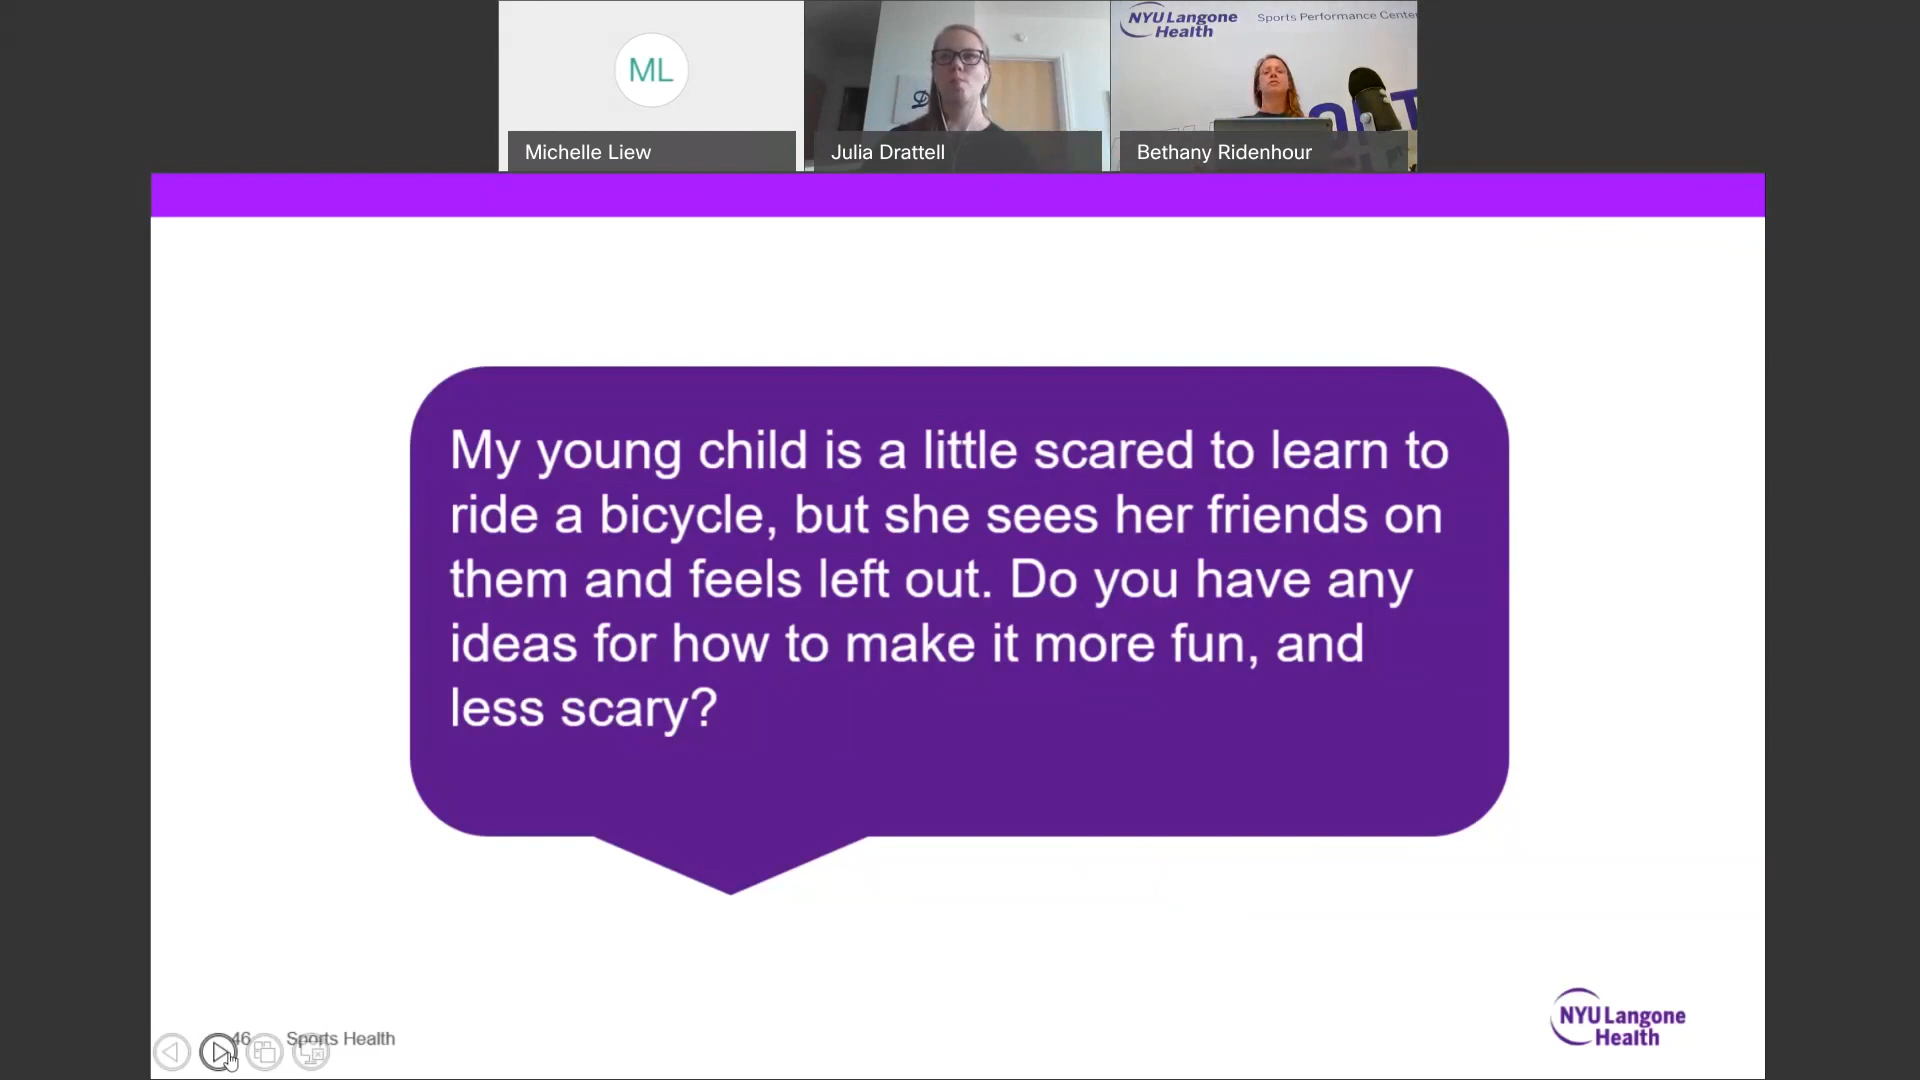 ML
Michelle Liew
Julia Drattell
NYU Langone
Health
Sports Performance Center
Bethany Ridenhour
My young child is a little scared to learn to
ride a bicycle, but she sees her friends on
them and feels left out. Do you have any
ideas for how to make it more fun, and
less scary?
46 Sports Health
NYU Langone
Health